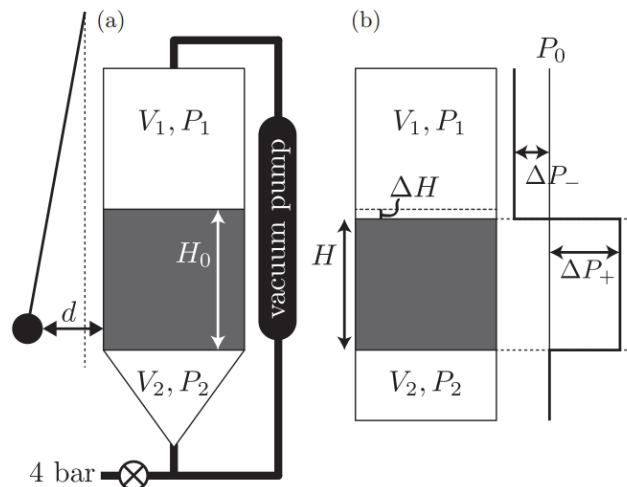 (a)
V₁, P₁
H₀
d
V₂, P₂
4 bar
vacuum pump
(b)
P₀
V₁, P₁
ΔP₋
ΔH
H
ΔP₊
V₂, P₂